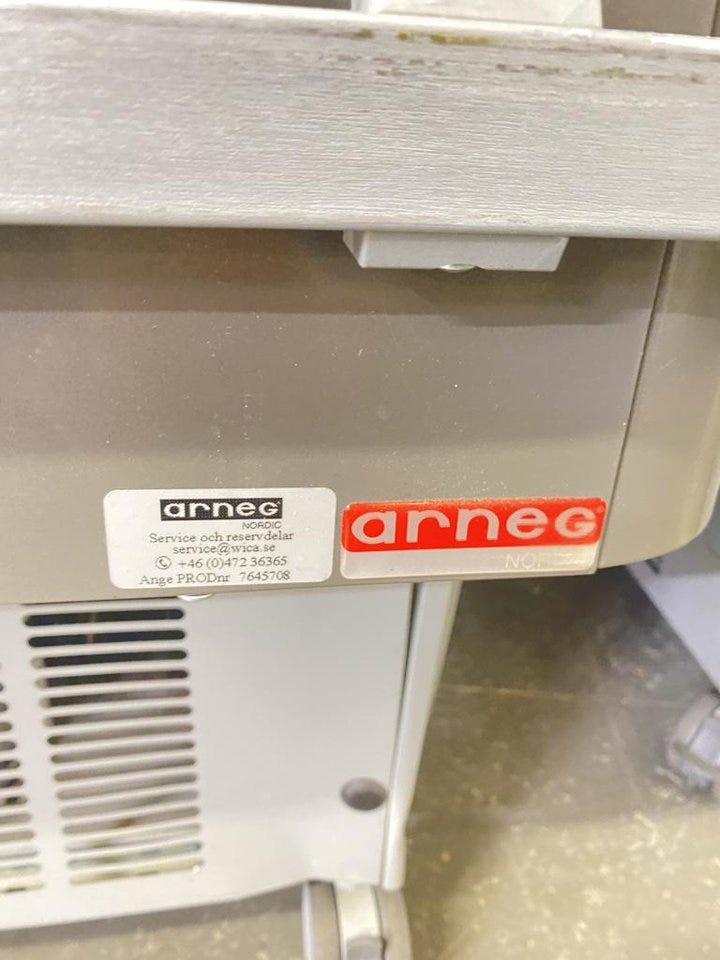 arneg
NORDIC
Service och reservdelar
service@wica.se
+46 (0)472 36365
Ange PRODnr 7645708
arneg